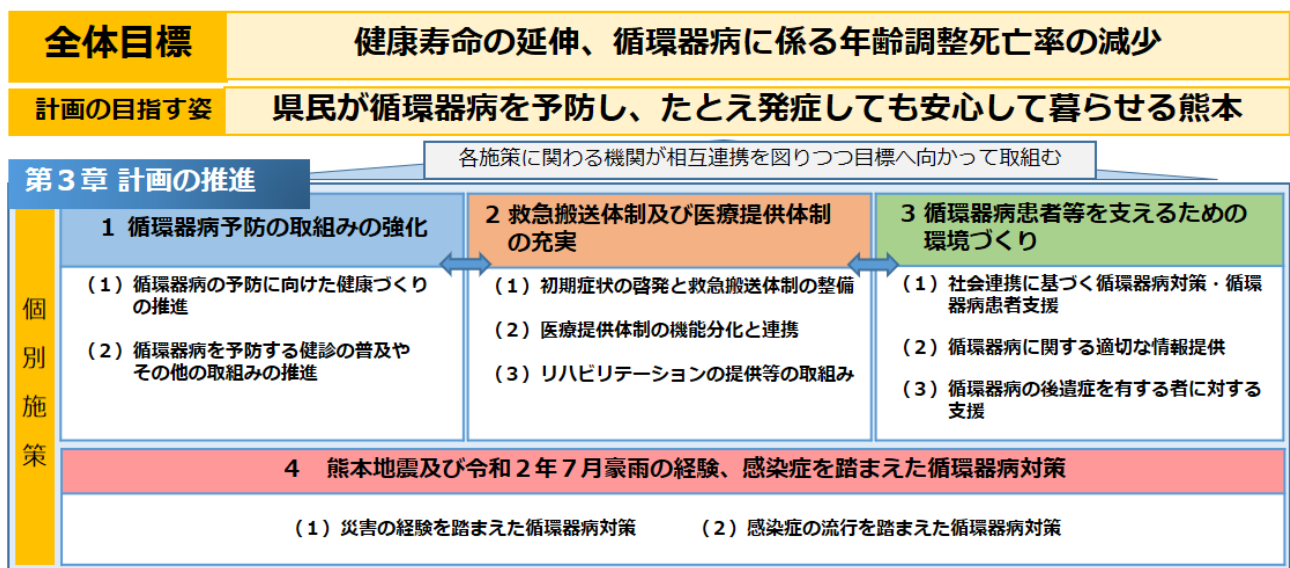 全体目標
健康寿命の延伸、循環器病に係る年齢調整死亡率の減少
計画の目指す姿
県民が循環器病を予防し、たとえ発症しても安心して暮らせる熊本
各施策に関わる機関が相互連携を図りつつ目標へ向かって取組む
第３章 計画の推進
個別施策
1 循環器病予防の取組みの強化
（１）循環器病の予防に向けた健康づくり
の推進
（２）循環器病を予防する健診の普及や
その他の取組みの推進
2 救急搬送体制及び医療提供体制
の充実
（１）初期症状の啓発と救急搬送体制の整備
（２）医療提供体制の機能分化と連携
（３）リハビリテーションの提供等の取組み
3 循環器病患者等を支えるための
環境づくり
（１）社会連携に基づく循環器病対策・循環
器病患者支援
（２）循環器病に関する適切な情報提供
（３）循環器病の後遺症を有する者に対する
支援
4 熊本地震及び令和２年７月豪雨の経験、感染症を踏まえた循環器病対策
（１）災害の経験を踏まえた循環器病対策
（２）感染症の流行を踏まえた循環器病対策